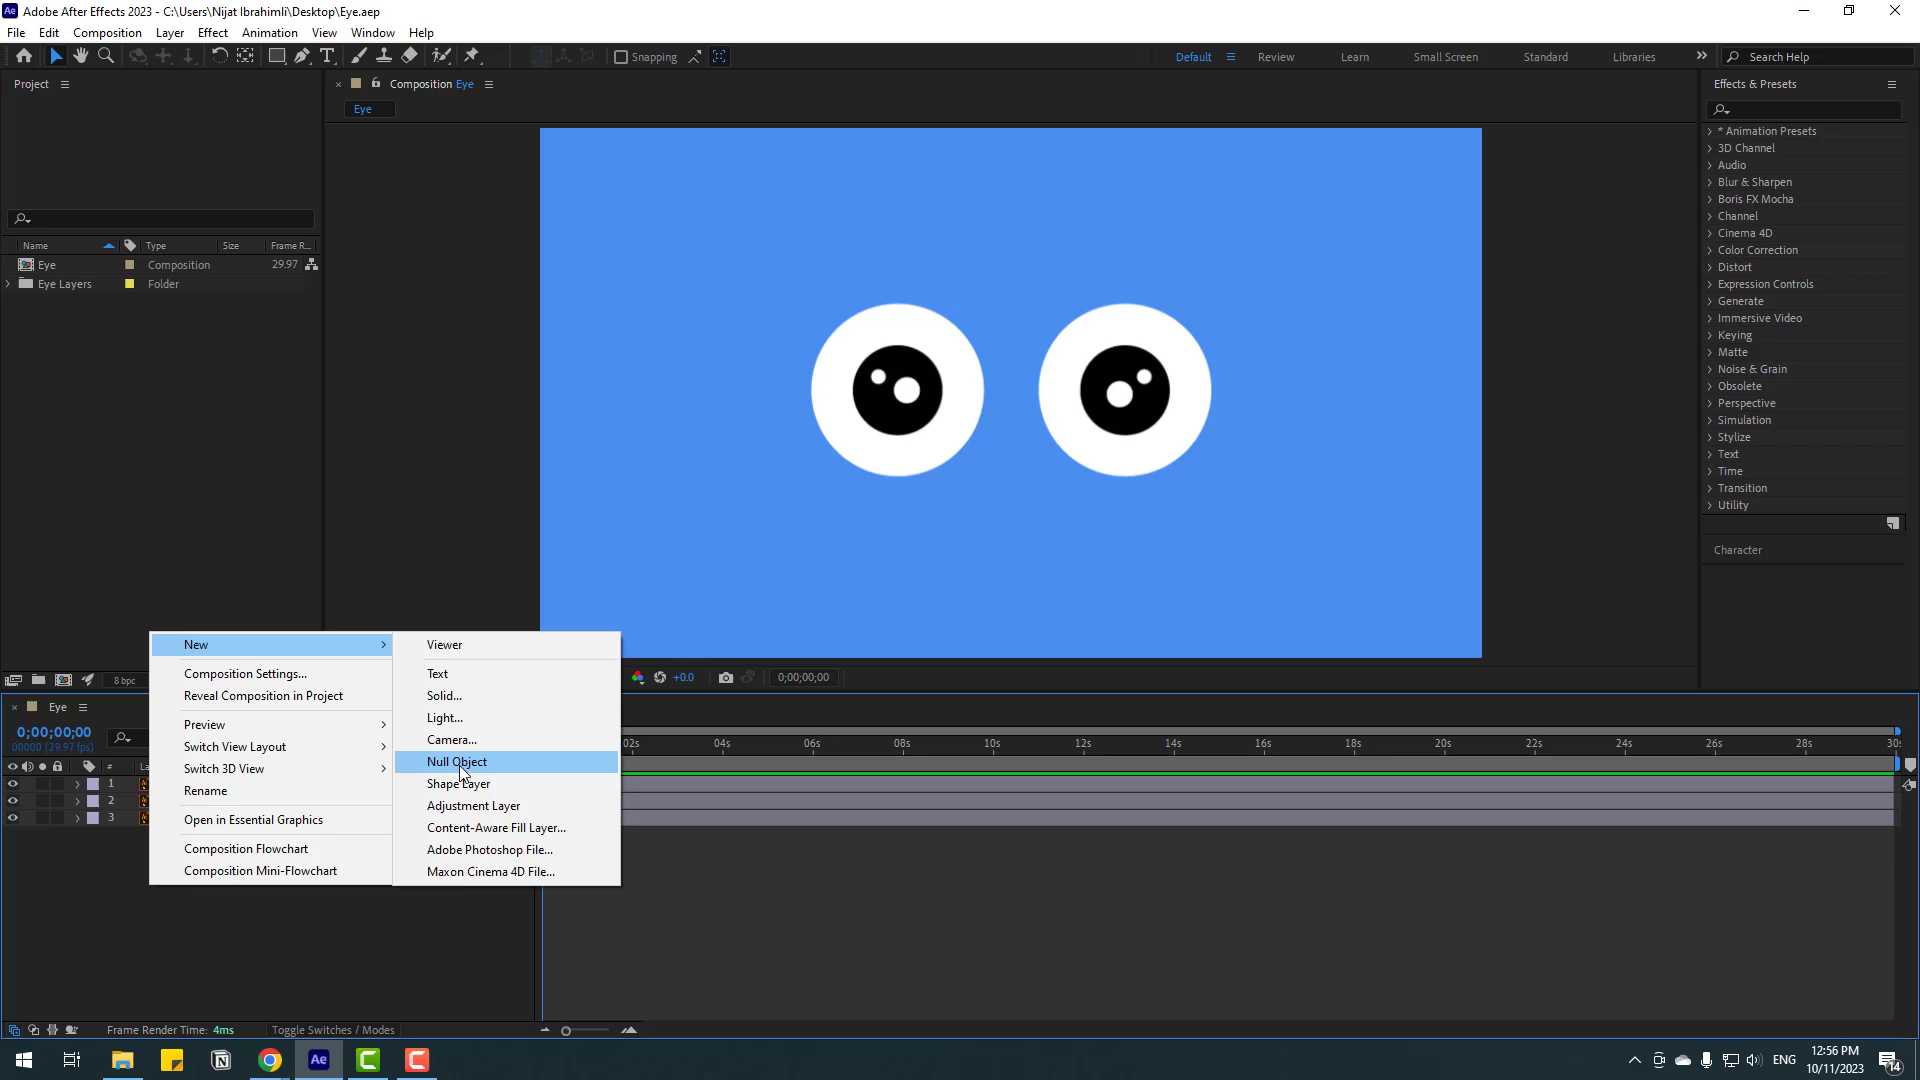 Ae Adobe After Effects 2023 - C:\Users\Nijat Ibrahimli\Desktop\Eye.aep
File Edit Composition Layer Effect Animation View Window Help
Snapping Default Review Learn Small Screen Standard Libraries Search Help
Project
Composition Eye
Effects & Presets
Eye
* Animation Presets
3D Channel
Audio
Blur & Sharpen
Boris FX Mocha
Channel
Cinema 4D
Color Correction
Distort
Expression Controls
Generate
Immersive Video
Keying
Matte
Noise & Grain
Obsolete
Perspective
Simulation
Stylize
Text
Time
Transition
Utility
Character
Name Type Size Frame R...
Eye Composition 29.97
Eye Layers Folder
8 bpc
New
Composition Settings...
Reveal Composition in Project
Preview
Switch View Layout
Switch 3D View
Rename
Open in Essential Graphics
Composition Flowchart
Composition Mini-Flowchart
Viewer
Text
Solid...
Light...
Camera...
Null Object
Shape Layer
Adjustment Layer
Content-Aware Fill Layer...
Adobe Photoshop File...
Maxon Cinema 4D File...
+0.0 0;00;00;00
Eye
0;00;00;00
00000 (29.97 fps)
02s 04s 06s 08s 10s 12s 14s 16s 18s 20s 22s 24s 26s 28s 30s
# La
1
2
3
Frame Render Time: 4ms Toggle Switches / Modes
Ae
ENG
12:56 PM
10/11/2023
14